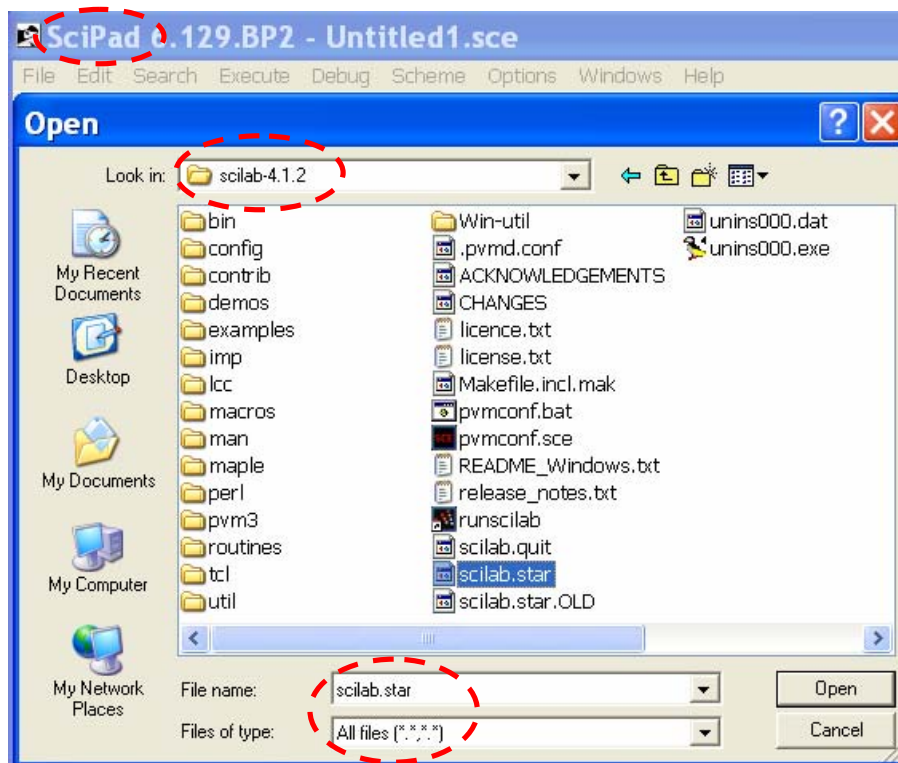 SciPad 6.129.BP2 - Untitled1.sce
File Edit Search Execute Debug Scheme Options Windows Help
Open
Look in: scilab-4.1.2
My Recent Documents
Desktop
My Documents
My Computer
My Network Places
bin
config
contrib
demos
examples
imp
lcc
macros
man
maple
perl
pvm3
routines
tcl
util
Win-util
.pvmd.conf
ACKNOWLEDGEMENTS
CHANGES
licence.txt
license.txt
Makefile.incl.mak
pvmconf.bat
pvmconf.sce
README_Windows.txt
release_notes.txt
runscilab
scilab.quit
scilab.star
scilab.star.OLD
unins000.dat
unins000.exe
File name: scilab.star
Open
Files of type: All files (*.*,*.*)
Cancel